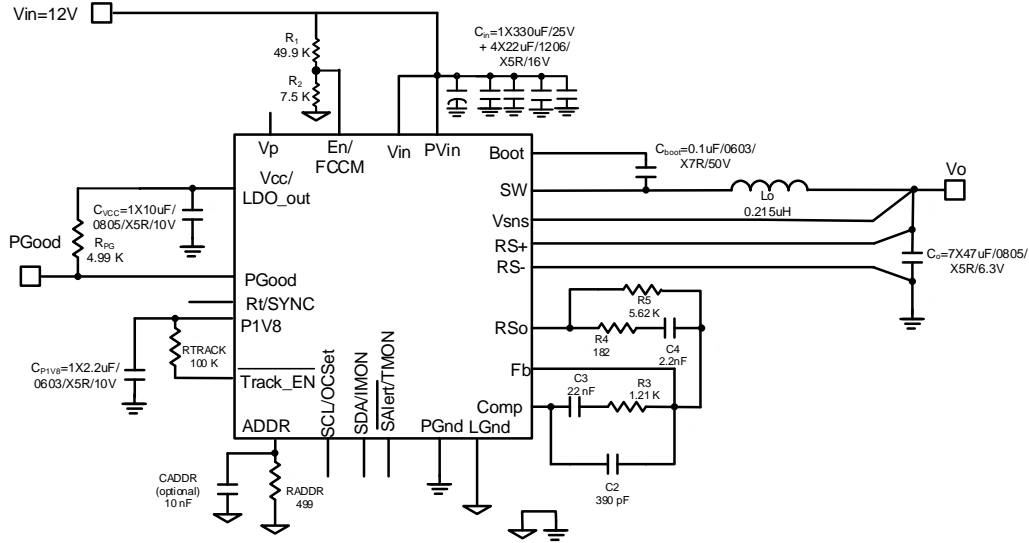 Vin=12V
R1
49.9 K
R2
7.5 K
Cin=1X330uF/25V
+ 4X22uF/1206/
X5R/16V
Vp
En/
FCCM
Vin
PVin
Boot
Cboot=0.1uF/0603/
X7R/50V
Vcc/
LDO_out
SW
Lo
0.215uH
Vo
CVCC=1X10uF/
0805/X5R/10V
Vsns
RS+
RS-
PGood
RPG
4.99 K
Co=7X47uF/0805/
X5R/6.3V
PGood
Rt/SYNC
P1V8
R5
5.62 K
RSo
R4
182
C4
2.2nF
CP1V8=1X2.2uF/
0603/X5R/10V
RTRACK
100 K
Track_EN
Fb
C3
22 nF
R3
1.21 K
Comp
ADDR
SCL/OCSet
SDA/IMON
SAlert/TMON
PGnd
LGnd
C2
390 pF
CADDR
(optional)
10 nF
RADDR
499